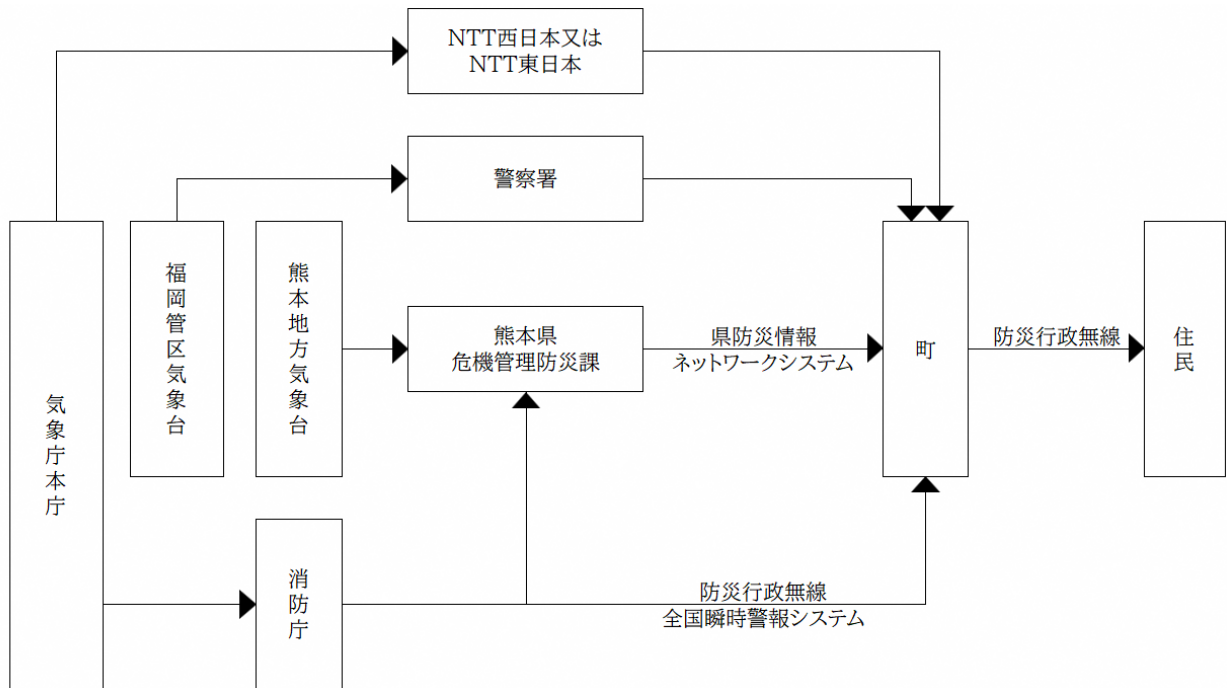 NTT西日本又は
NTT東日本
警察署
気象庁本庁
福岡管区気象台
熊本地方気象台
熊本県
危機管理防災課
県防災情報
ネットワークシステム
町
防災行政無線
住民
消防庁
防災行政無線
全国瞬時警報システム